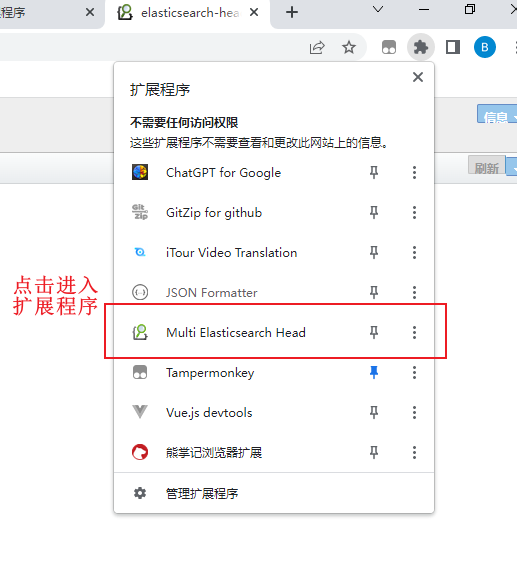 程序
elasticsearch-hea
B
扩展程序
信息
不需要任何访问权限
这些扩展程序不需要查看和更改此网站上的信息。
刷新
ChatGPT for Google
GitZip for github
iTour Video Translation
点击进入
扩展程序
JSON Formatter
Multi Elasticsearch Head
Tampermonkey
Vue.js devtools
熊掌记浏览器扩展
管理扩展程序